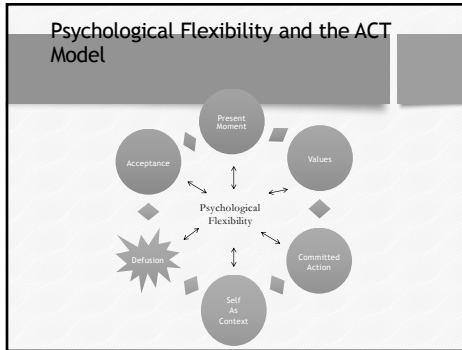 Psychological Flexibility and the ACT
Model
Present
Moment
Acceptance
Values
Psychological
Flexibility
Defusion
Committed
Action
Self
As
Context